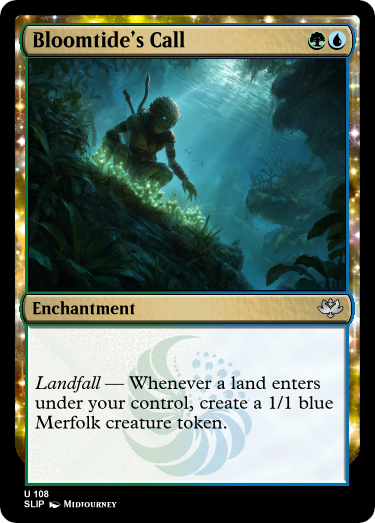 Bloomtide's Call
Enchantment
Landfall — Whenever a land enters
under your control, create a 1/1 blue
Merfolk creature token.
U 108
SLIP Midjourney